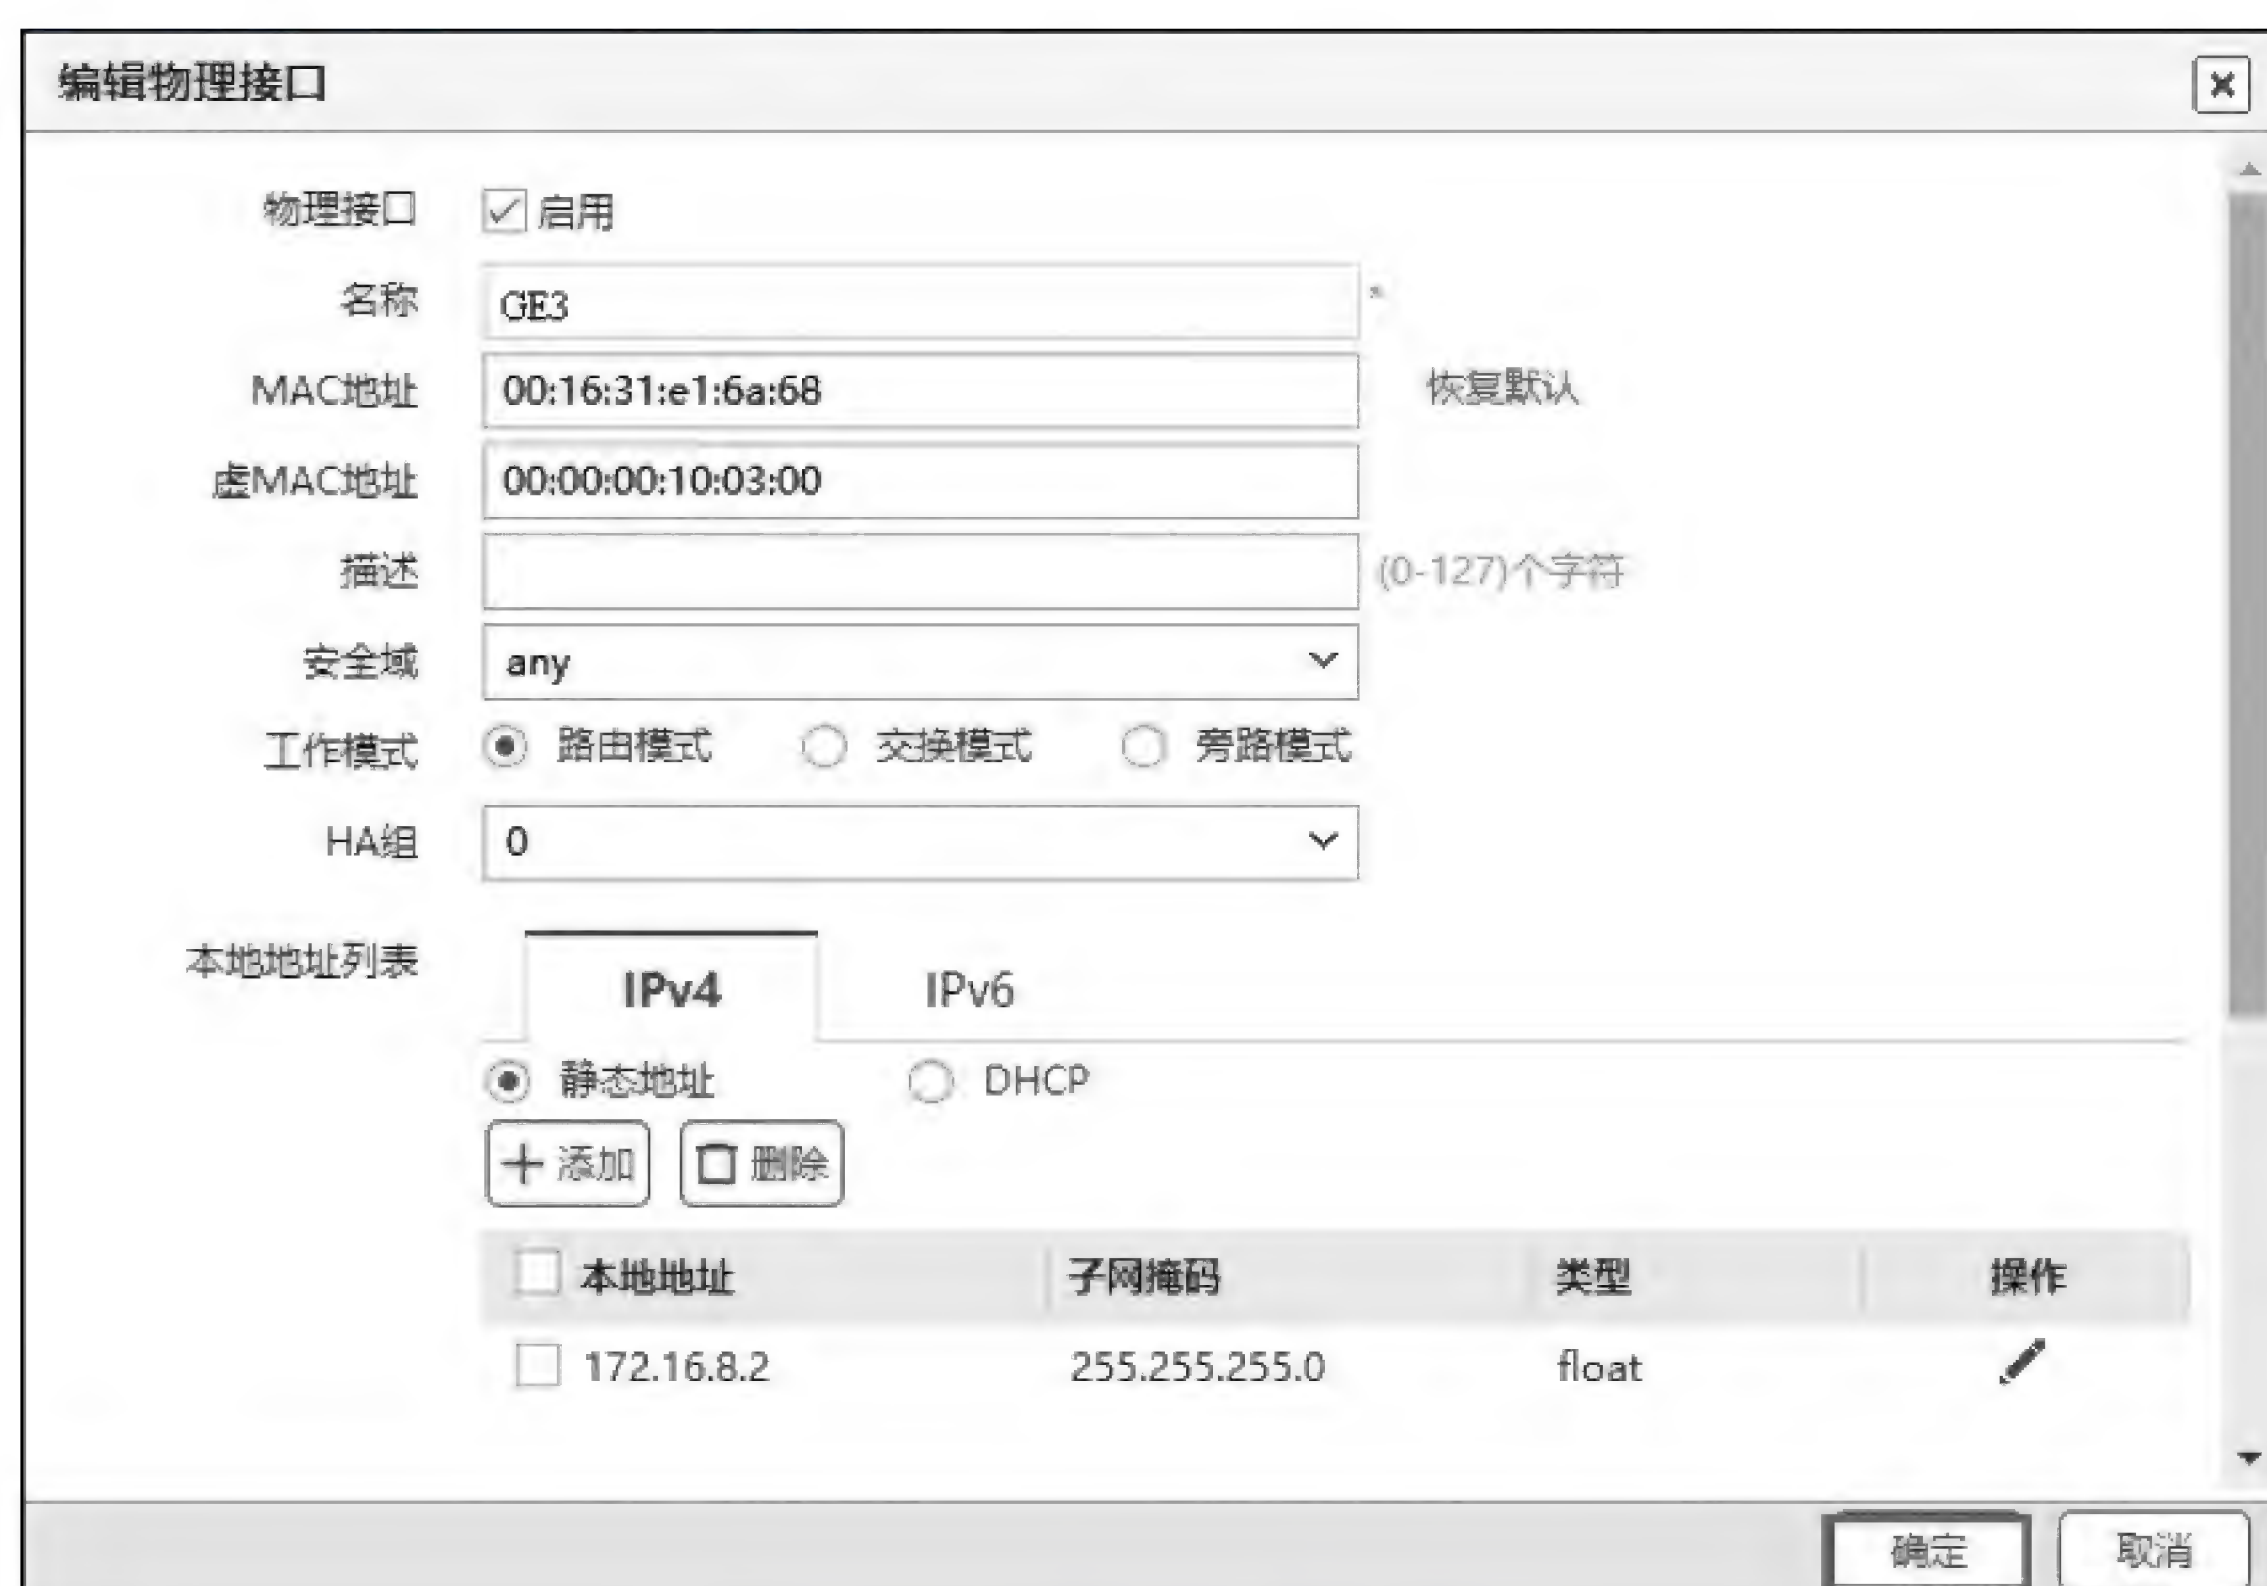 编辑物理接口
物理接口 启用
名称 GE3 *
MAC地址 00:16:31:e1:6a:68 恢复默认
虚MAC地址 00:00:00:10:03:00
描述 (0-127)个字符
安全域 any
工作模式 路由模式 交换模式 旁路模式
HA组 0
本地地址列表 IPv4 IPv6
静态地址 DHCP
添加 删除
本地地址 子网掩码 类型 操作
172.16.8.2 255.255.255.0 float
确定 取消